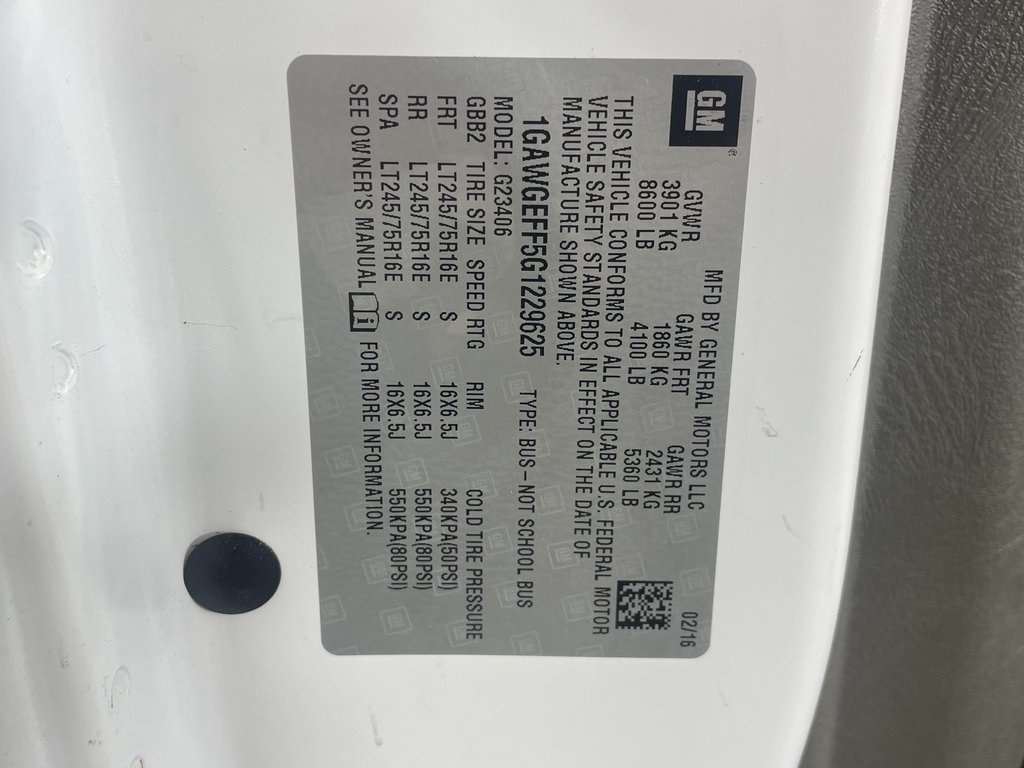 GM®
MFD BY GENERAL MOTORS LLC 02/16
GVWR GAWR FRT GAWR RR
3901 KG 1860 KG 2431 KG
8600 LB 4100 LB 5360 LB
THIS VEHICLE CONFORMS TO ALL APPLICABLE U.S. FEDERAL MOTOR
VEHICLE SAFETY STANDARDS IN EFFECT ON THE DATE OF
MANUFACTURE SHOWN ABOVE.
1GAWGEFF5G1229625 TYPE: BUS – NOT SCHOOL BUS
MODEL: G23406
GBB2 TIRE SIZE SPEED RTG RIM COLD TIRE PRESSURE
FRT LT245/75R16E S 16X6.5J 340KPA(50PSI)
RR LT245/75R16E S 16X6.5J 550KPA(80PSI)
SPA LT245/75R16E S 16X6.5J 550KPA(80PSI)
SEE OWNER'S MANUAL FOR MORE INFORMATION.